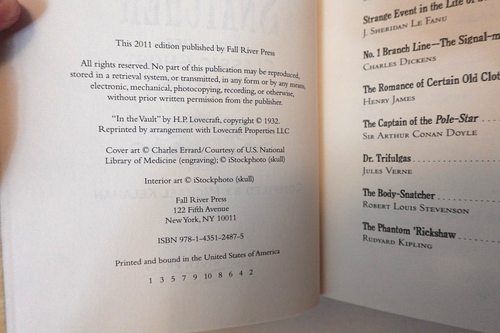 SNATCHER
This 2011 edition published by Fall River Press
All rights reserved. No part of this publication may be reproduced,
stored in a retrieval system, or transmitted, in any form or by any means,
electronic, mechanical, photocopying, recording, or otherwise,
without prior written permission from the publisher.
"In the Vault" by H.P. Lovecraft, copyright © 1932.
Reprinted by arrangement with Lovecraft Properties LLC
Cover art © Charles Errard/Courtesy of U.S. National
Library of Medicine (engraving); © iStockphoto (skull)
Interior art © iStockphoto (skull)
Fall River Press
122 Fifth Avenue
New York, NY 10011
ISBN 978-1-4351-2487-5
Printed and bound in the United States of America
1 3 5 7 9 10 8 6 4 2
Strange Event in the Life of
J. Sheridan Le Fanu
No. 1 Branch Line—The Signal-m
Charles Dickens
The Romance of Certain Old Clot
Henry James
The Captain of the Pole-Star
Sir Arthur Conan Doyle
Dr. Trifulgas
Jules Verne
The Body-Snatcher
Robert Louis Stevenson
The Phantom 'Rickshaw
Rudyard Kipling